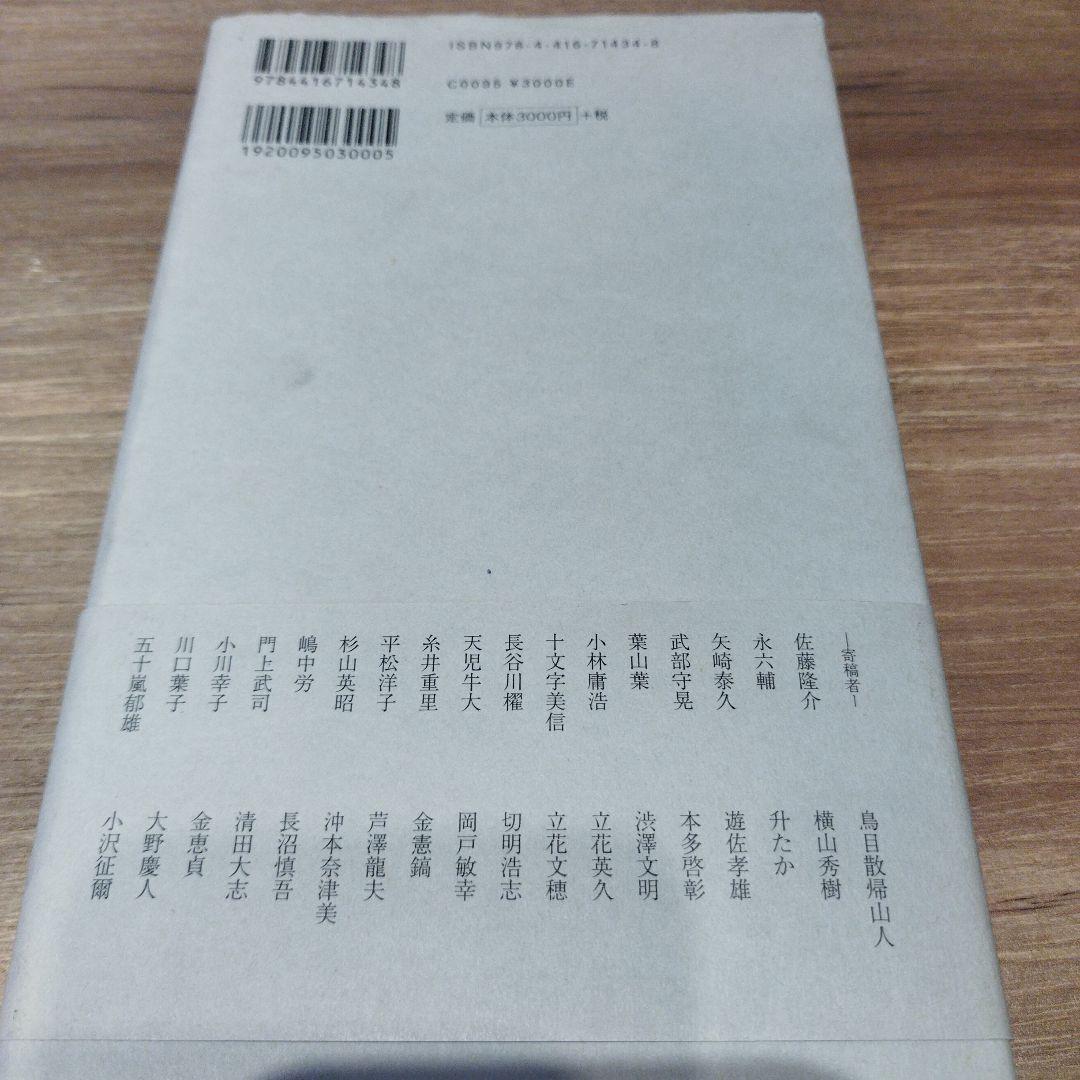 9784416714348
ISBN978-4-416-71434-8
C0095 ¥3000E
1920095030005
定価 本体3000円 +税
―寄稿者―
佐藤隆介
永六輔
矢崎泰久
武部守晃
葉山葉
小林庸浩
十文字美信
長谷川櫂
天児牛大
糸井重里
平松洋子
杉山英昭
嶋中労
門上武司
小川幸子
川口葉子
五十嵐郁雄
鳥目散帰山人
横山秀樹
升たか
遊佐孝雄
本多啓彰
渋澤文明
立花英久
立花文穂
切明浩志
岡戸敏幸
金憲鎬
芦澤龍夫
沖本奈津美
長沼慎吾
清田大志
金恵貞
大野慶人
小沢征爾